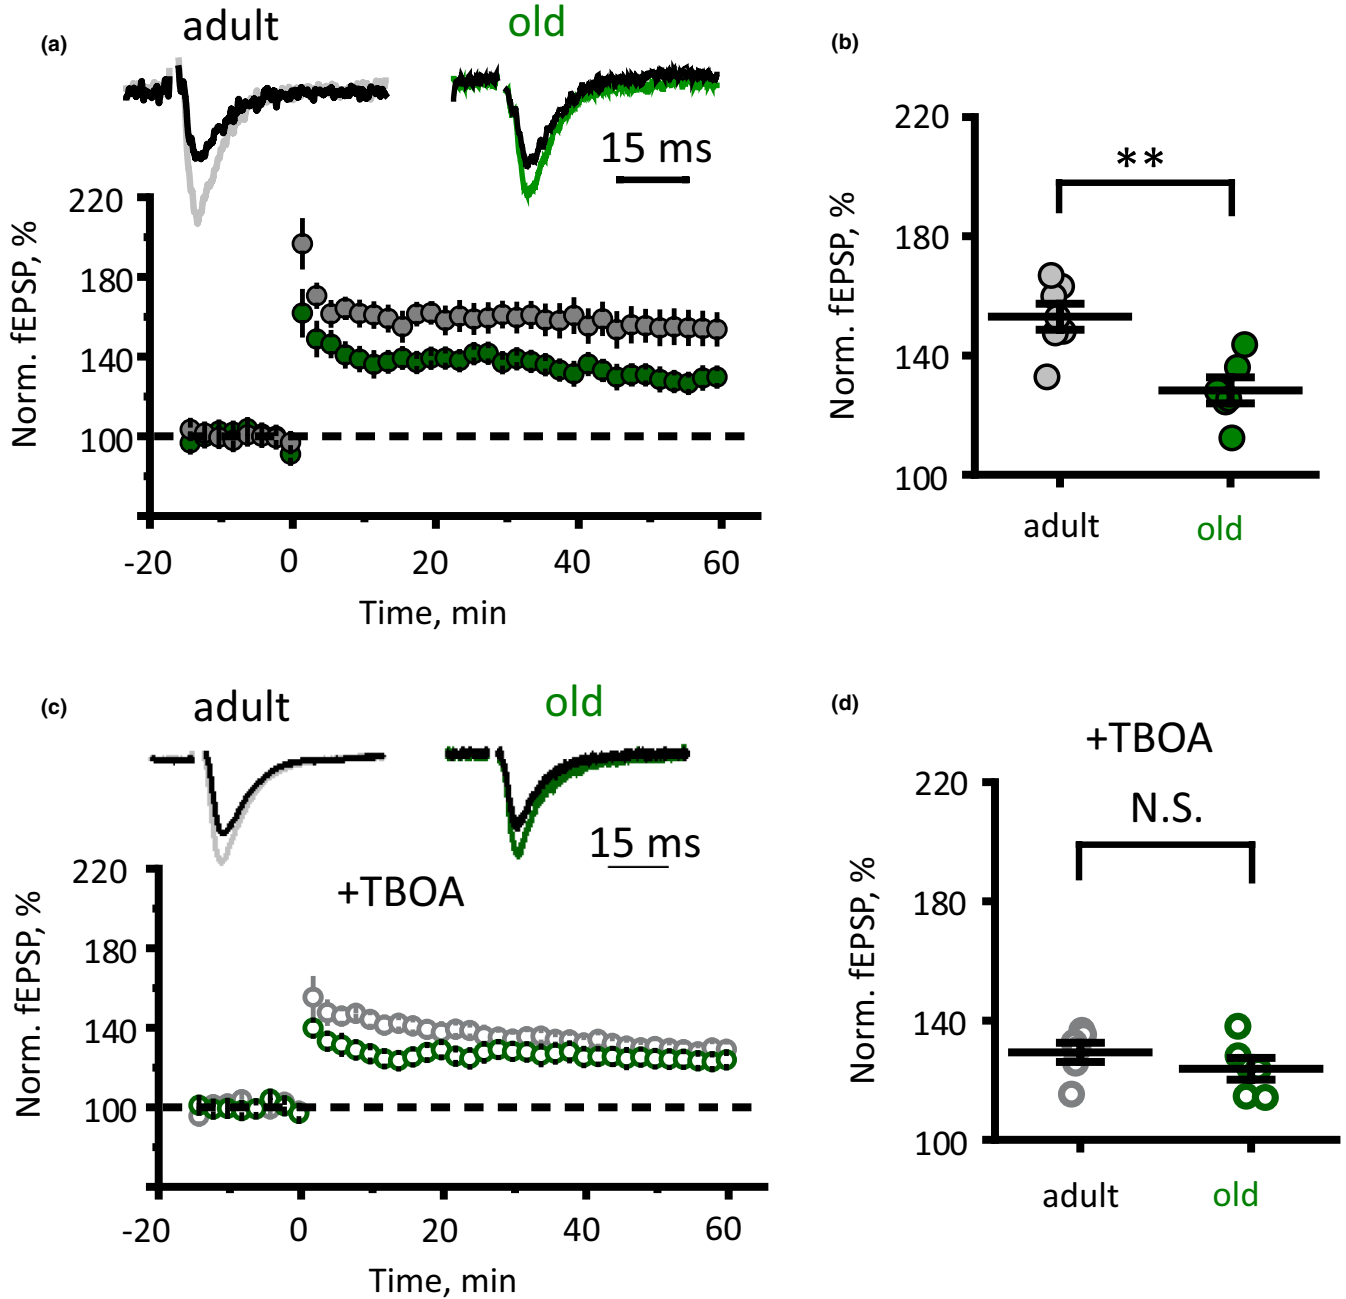 (a)
adult
old
15 ms
Norm. fEPSP, %
220
180
140
100
-20
0
20
40
60
Time, min
(b)
Norm. fEPSP, %
220
180
140
100
**
adult
old
(c)
adult
old
15 ms
+TBOA
Norm. fEPSP, %
220
180
140
100
-20
0
20
40
60
Time, min
(d)
+TBOA
N.S.
Norm. fEPSP, %
220
180
140
100
adult
old